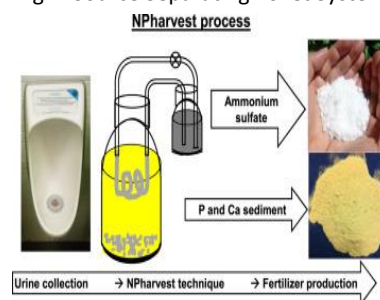 NPharvest process
Ammonium
sulfate
P and Ca sediment
Urine collection → NPharvest technique → Fertilizer production